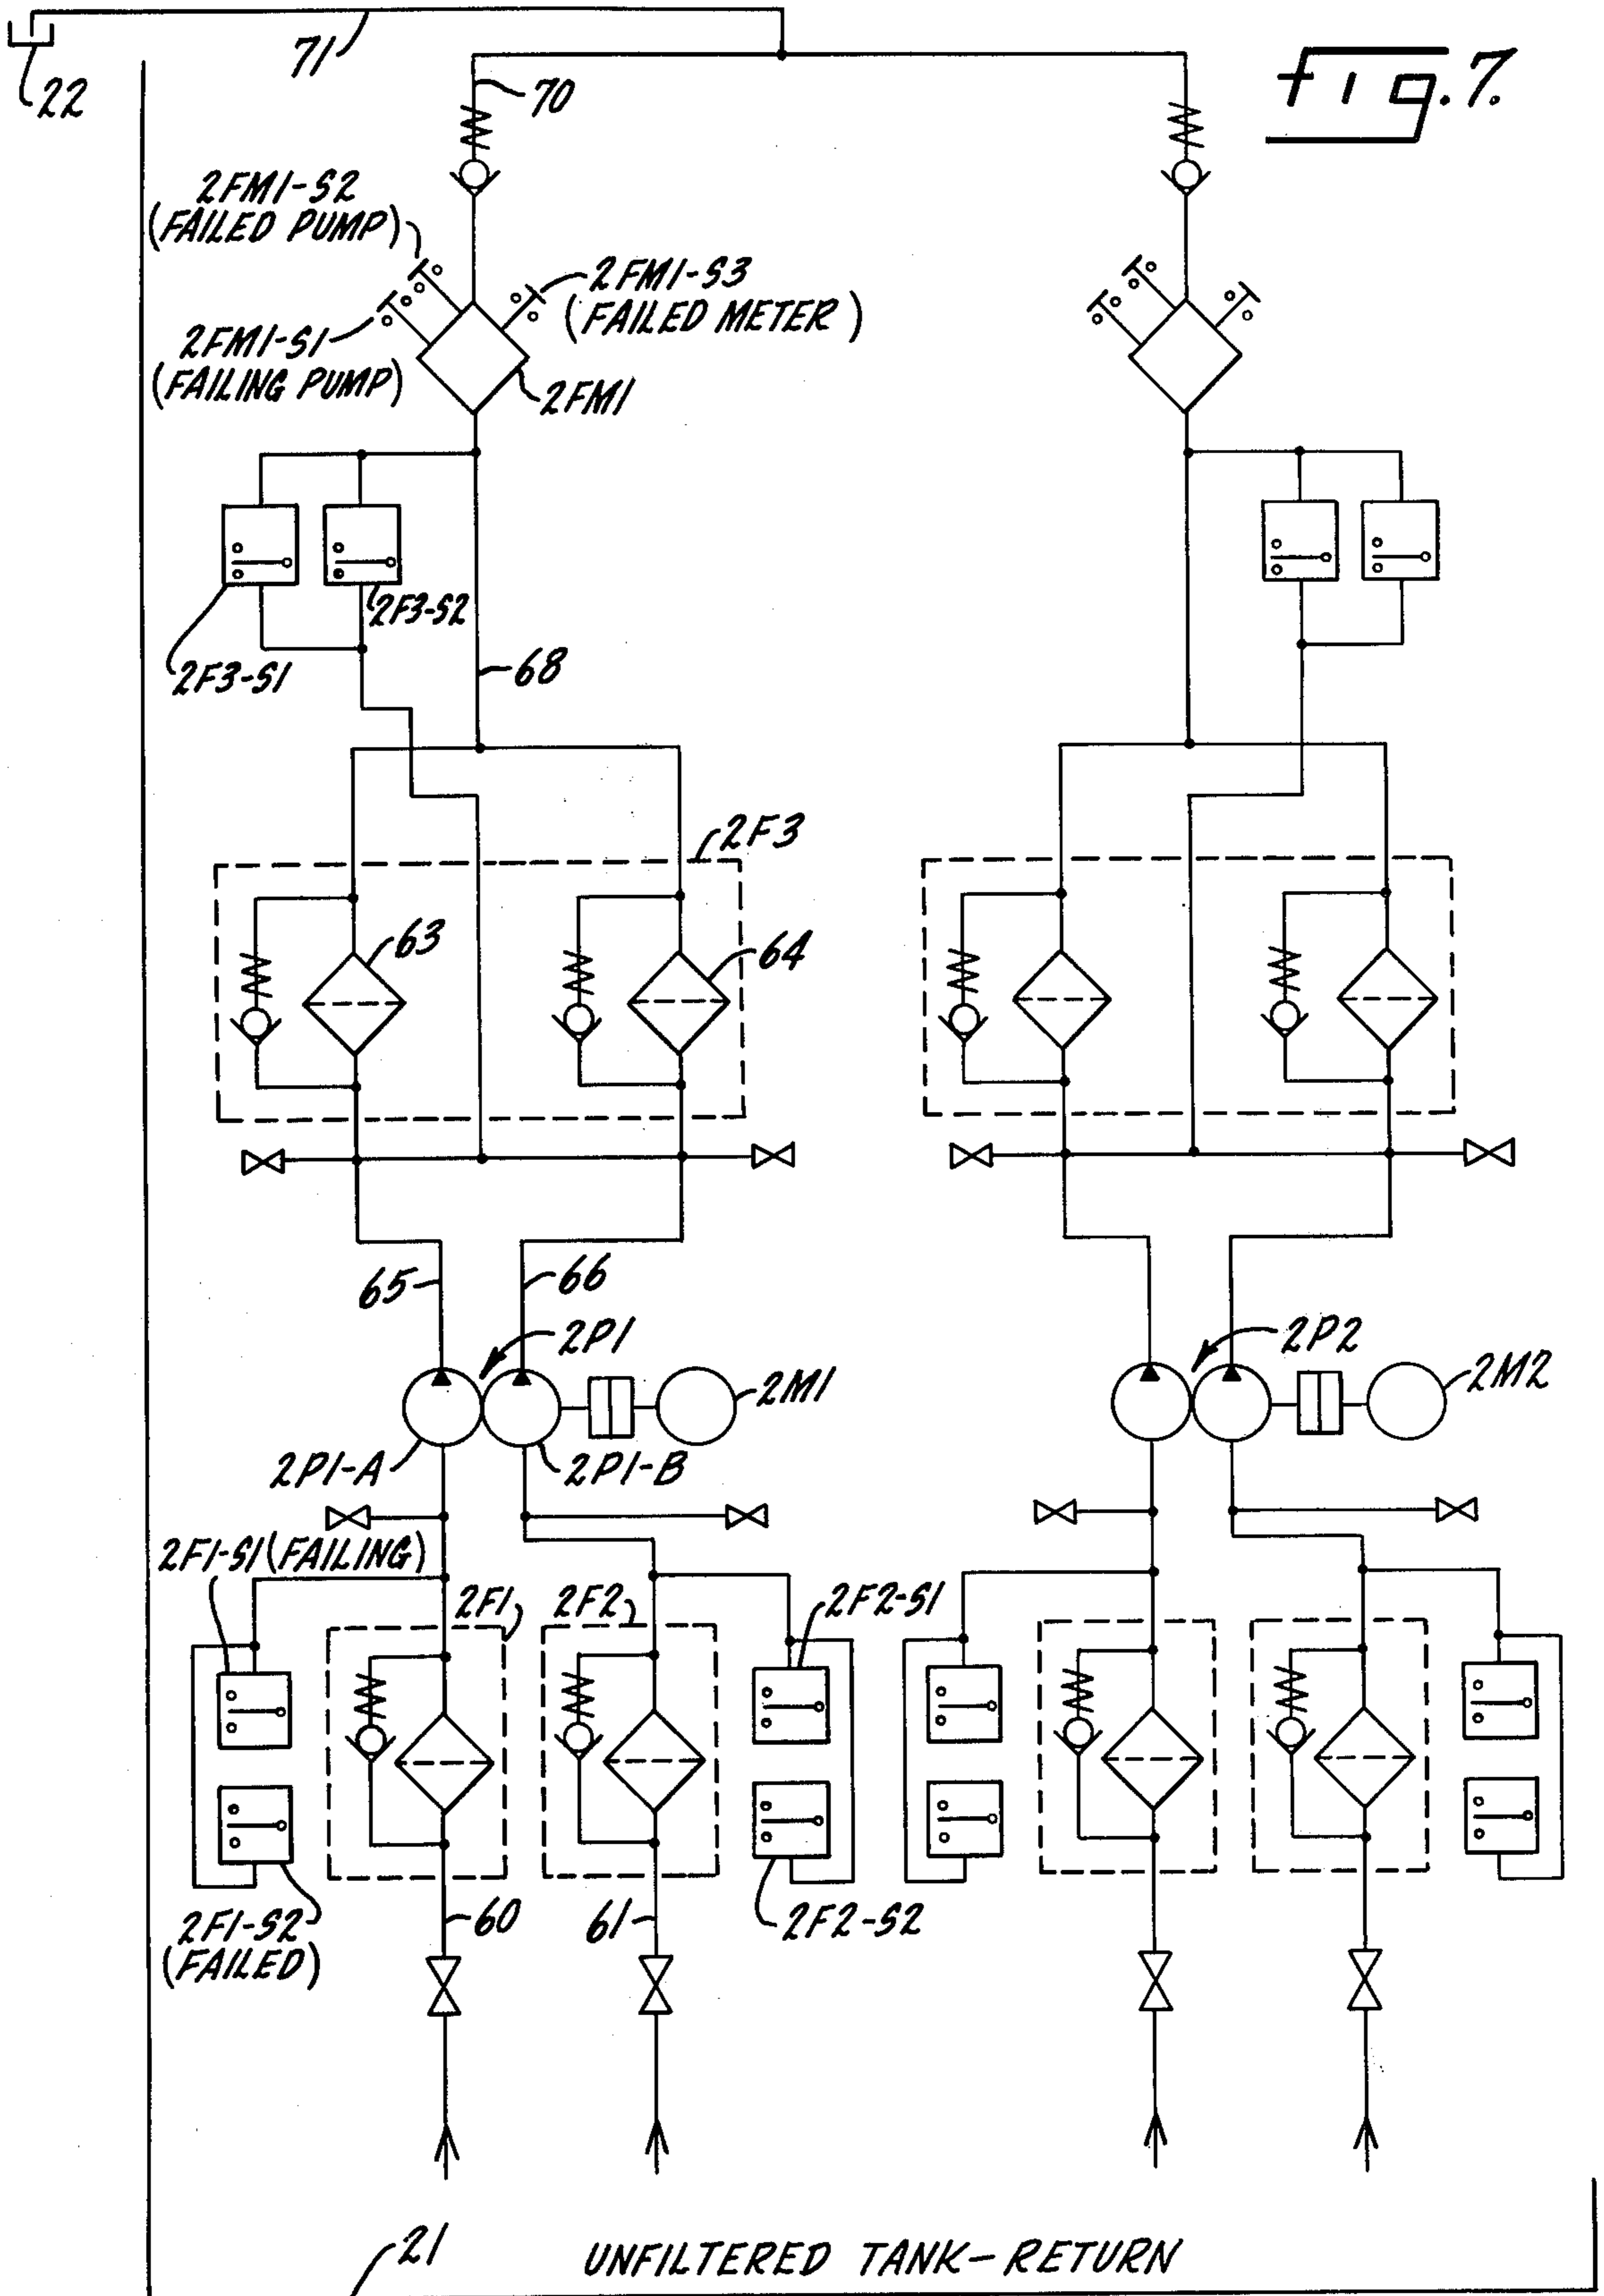 71
22
Fig. 7.
70
2FM1-S2
(FAILED PUMP)
2FM1-S3
(FAILED METER)
2FM1-S1
(FAILING PUMP)
2FM1
2F3-S2
2F3-S1
68
2F3
63
64
65
66
2P1
2P2
2M1
2M2
2P1-A
2P1-B
2F1-S1 (FAILING)
2F1
2F2
2F2-S1
2F1-S2
(FAILED)
60
61
2F2-S2
21
UNFILTERED TANK-RETURN